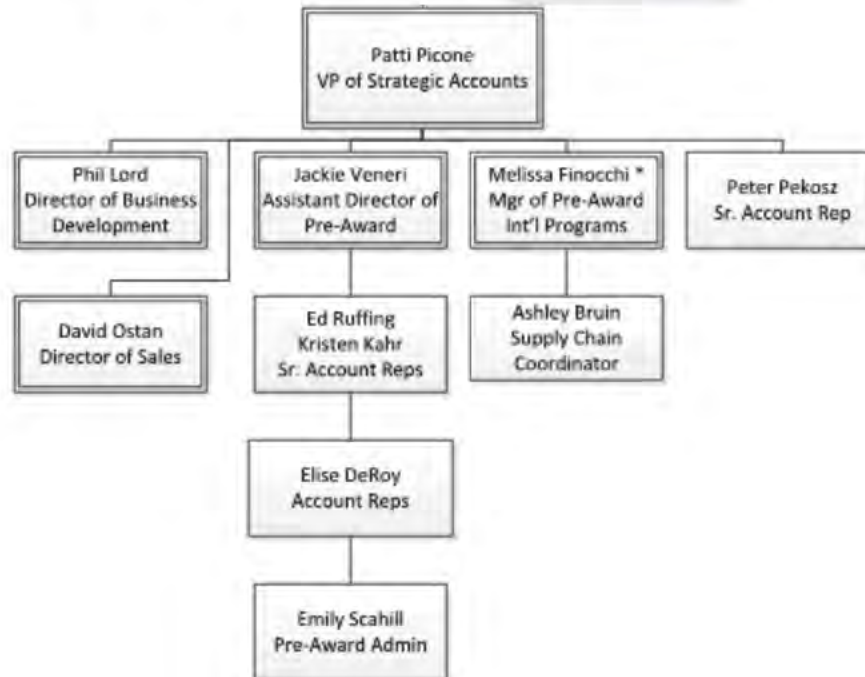 Patti Picone
VP of Strategic Accounts
Phil Lord
Director of Business
Development
Jackie Veneri
Assistant Director of
Pre-Award
Melissa Finocchi *
Mgr of Pre-Award
Int'l Programs
Peter Pekosz
Sr. Account Rep
David Ostan
Director of Sales
Ed Ruffing
Kristen Kahr
Sr. Account Reps
Ashley Bruin
Supply Chain
Coordinator
Elise DeRoy
Account Reps
Emily Scahill
Pre-Award Admin